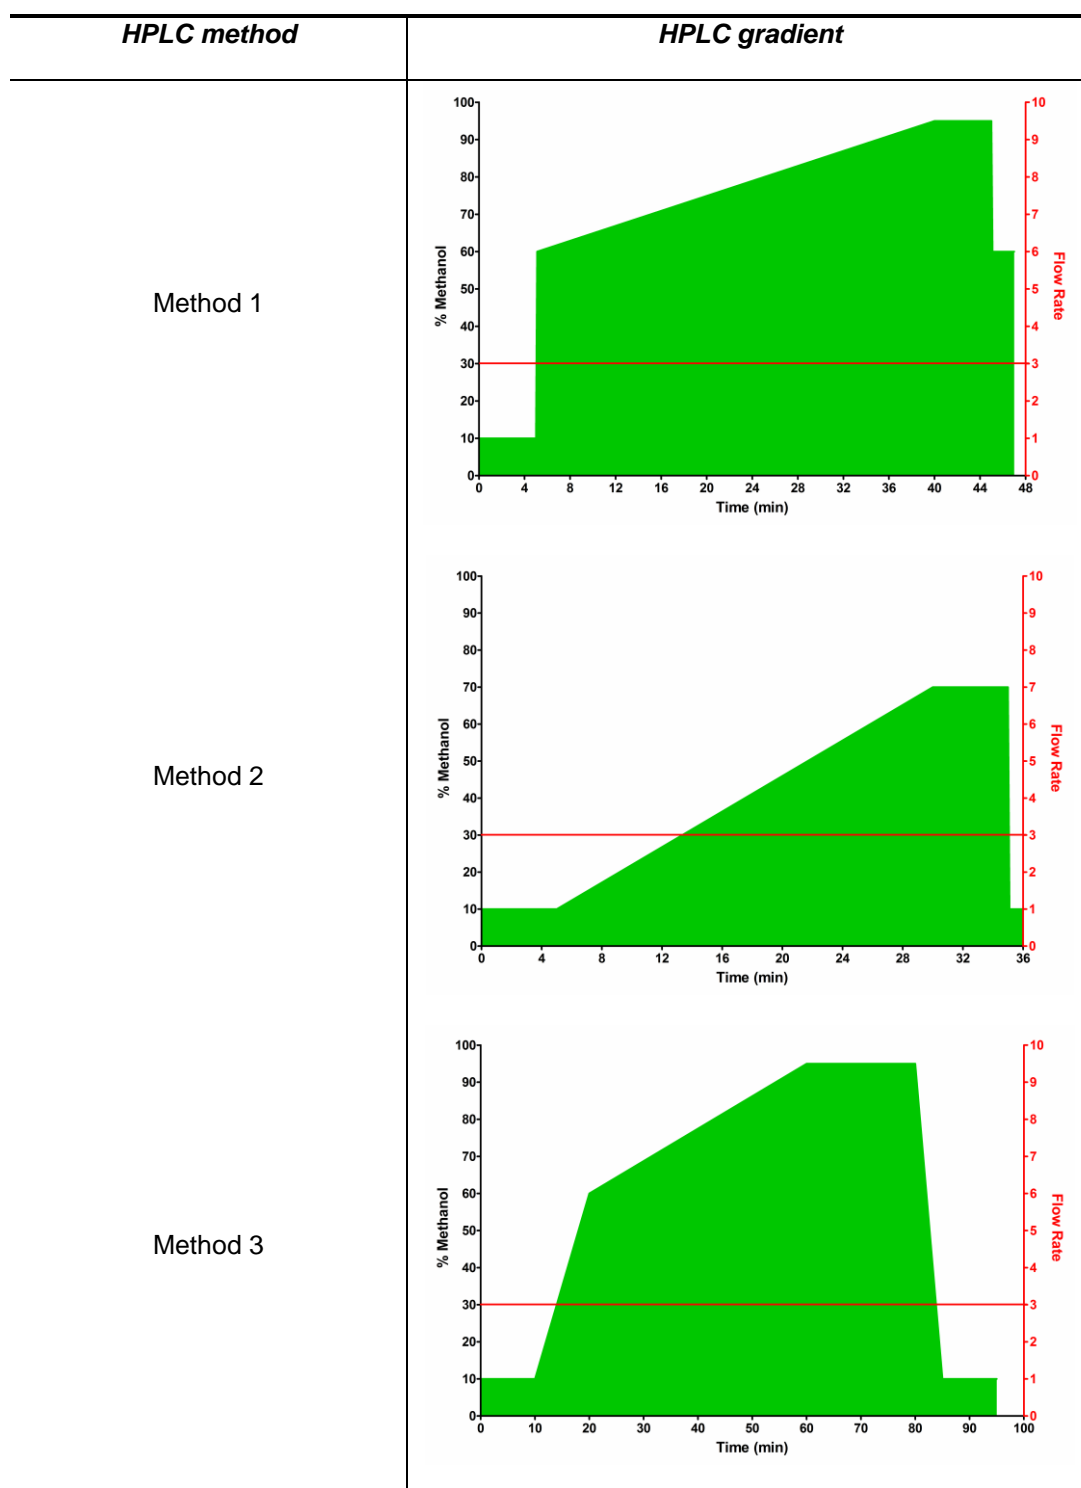 HPLC method HPLC gradient
Method 1
100 90 80 70 60 50 40 30 20 10 0
% Methanol
10 9 8 7 6 5 4 3 2 1 0
Flow Rate
0 4 8 12 16 20 24 28 32 36 40 44 48
Time (min)
Method 2
100 90 80 70 60 50 40 30 20 10 0
% Methanol
10 9 8 7 6 5 4 3 2 1 0
Flow Rate
0 4 8 12 16 20 24 28 32 36
Time (min)
Method 3
100 90 80 70 60 50 40 30 20 10 0
% Methanol
10 9 8 7 6 5 4 3 2 1 0
Flow Rate
0 10 20 30 40 50 60 70 80 90 100
Time (min)